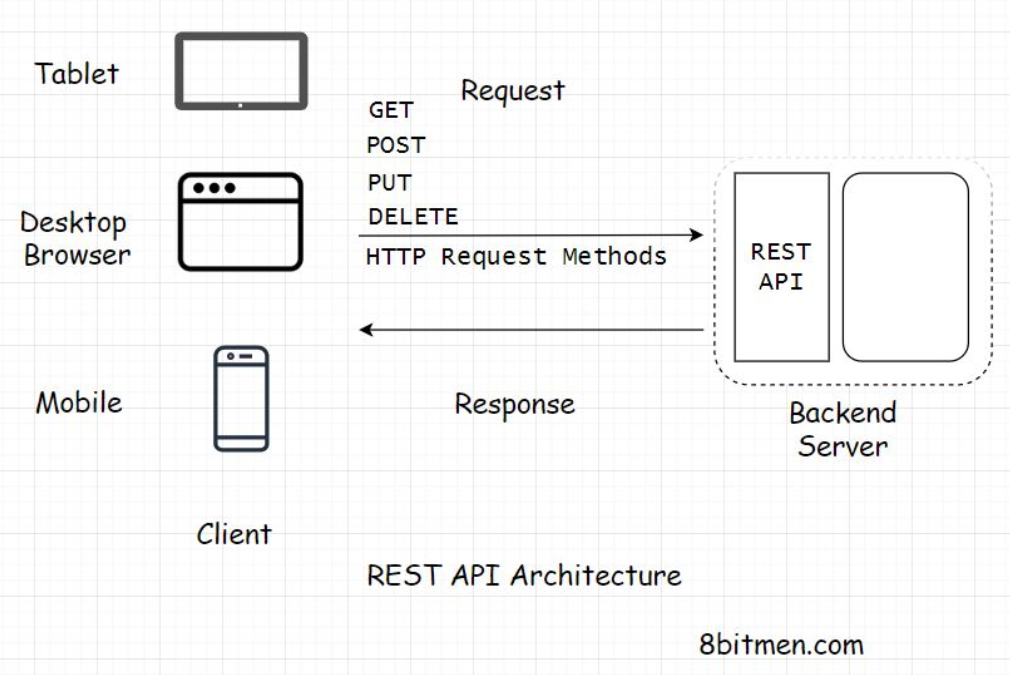 Tablet
Request
GET
POST
PUT
DELETE
Desktop
Browser
HTTP Request Methods
REST
API
Mobile
Response
Backend
Server
Client
REST API Architecture
8bitmen.com